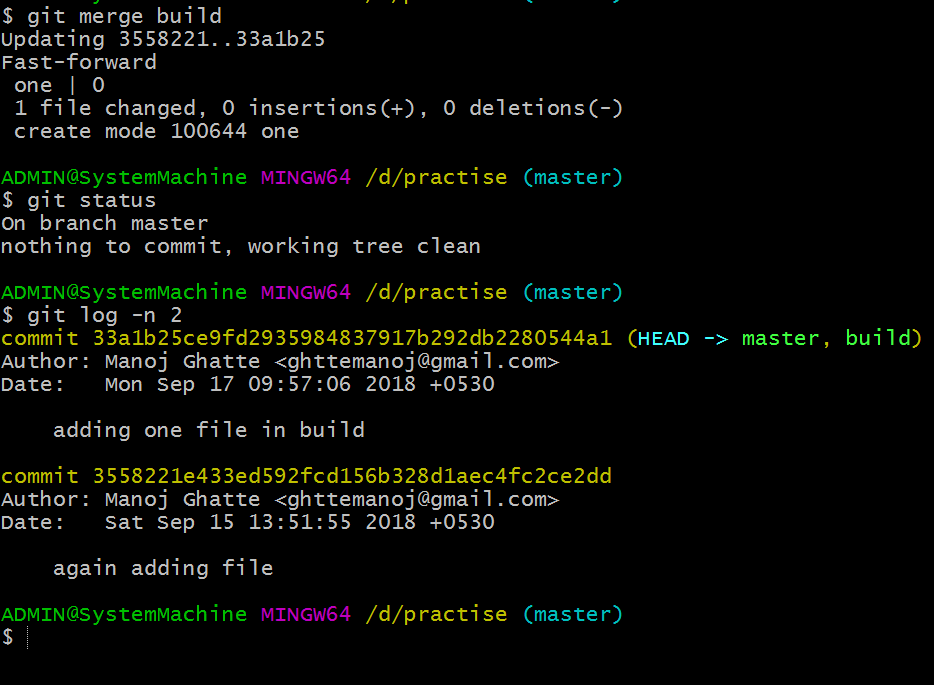 $ git merge build
Updating 3558221..33a1b25
Fast-forward
 one | 0
 1 file changed, 0 insertions(+), 0 deletions(-)
 create mode 100644 one
ADMIN@SystemMachine MINGW64 /d/practise (master)
$ git status
On branch master
nothing to commit, working tree clean
ADMIN@SystemMachine MINGW64 /d/practise (master)
$ git log -n 2
commit 33a1b25ce9fd2935984837917b292db2280544a1 (HEAD -> master, build)
Author: Manoj Ghatte <ghttemanoj@gmail.com>
Date:   Mon Sep 17 09:57:06 2018 +0530
    adding one file in build
commit 3558221e433ed592fcd156b328d1aec4fc2ce2dd
Author: Manoj Ghatte <ghttemanoj@gmail.com>
Date:   Sat Sep 15 13:51:55 2018 +0530
    again adding file
ADMIN@SystemMachine MINGW64 /d/practise (master)
$